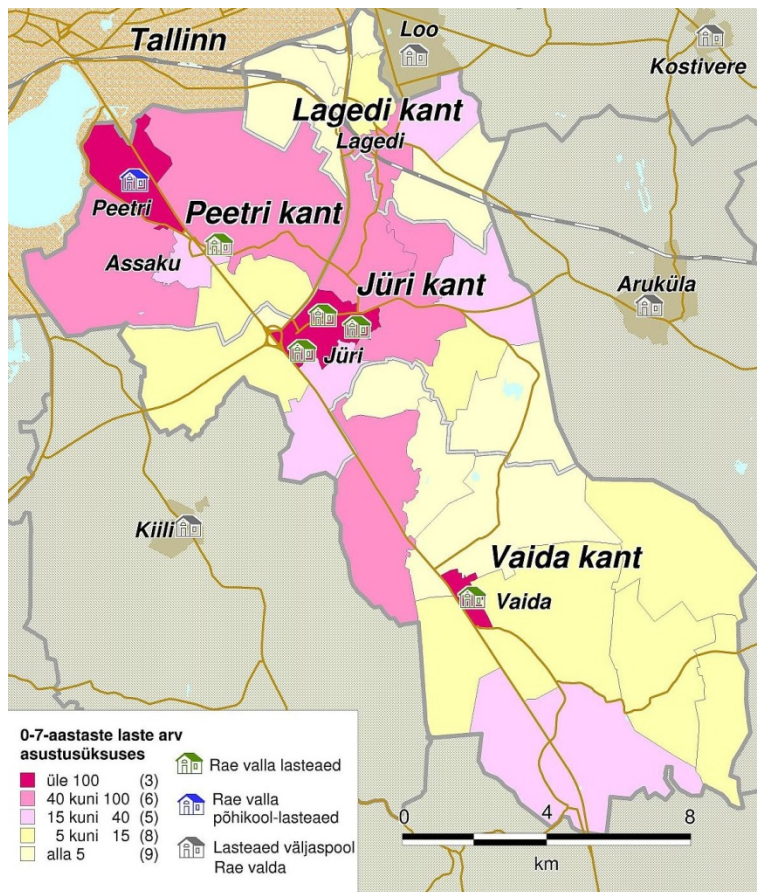 Tallinn
Loo
Kostivere
Lagedi kant
Lagedi
Peetri
Peetri kant
Assaku
Jüri kant
Aruküla
Jüri
Kiili
Vaida kant
Vaida
0-7-aastaste laste arv
asustusüksuses
üle 100 (3)
40 kuni 100 (6)
15 kuni 40 (5)
5 kuni 15 (8)
alla 5 (9)
Rae valla lasteaed
Rae valla
põhikool-lasteaed
Lasteaed väljaspool
Rae valda
0 4 8
km